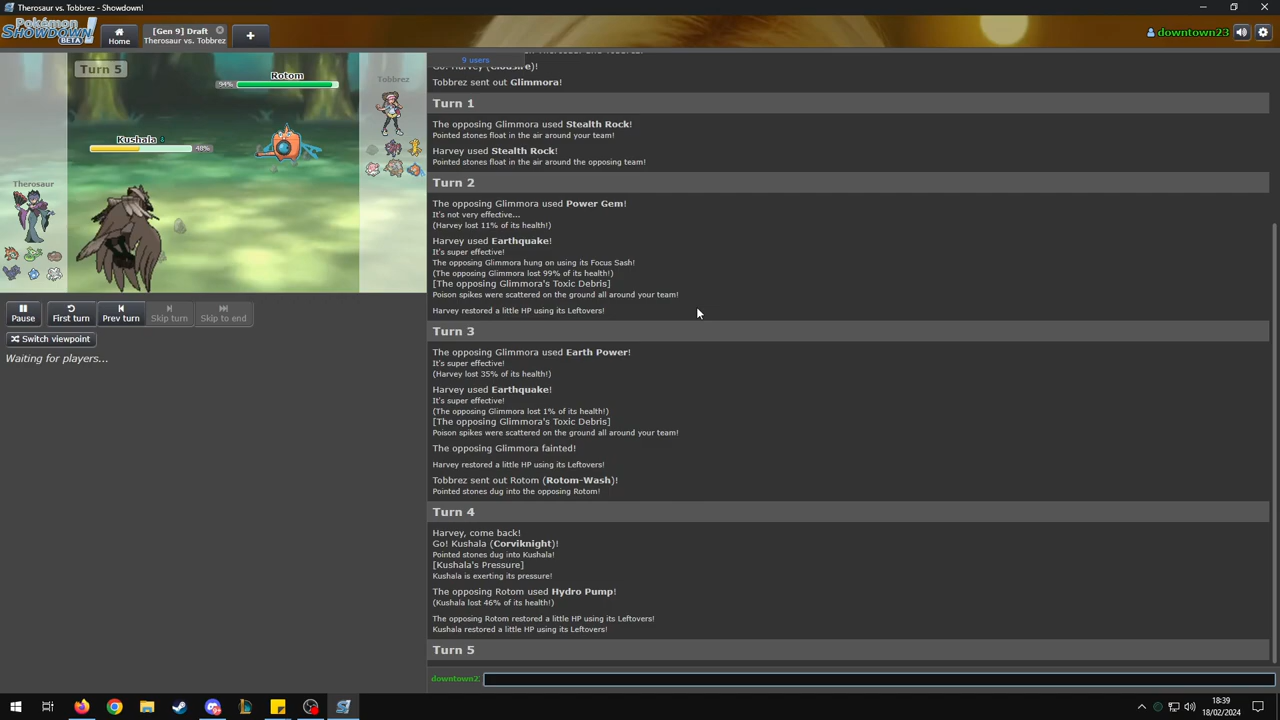 Therosaur vs. Tobbrez - Showdown!
Pokémon
SHOWDOWN!
BETA
Home
[Gen 9] Draft
Therosaur vs. Tobbrez
downtown23
Turn 5
Rotom
94%
Kushala
48%
Tobbrez
Therosaur
Pause
First turn
Prev turn
Skip turn
Skip to end
Switch viewpoint
Waiting for players...
9 users
Tobbrez sent out Glimmora!
Turn 1
The opposing Glimmora used Stealth Rock!
Pointed stones float in the air around your team!
Harvey used Stealth Rock!
Pointed stones float in the air around the opposing team!
Turn 2
The opposing Glimmora used Power Gem!
It's not very effective...
(Harvey lost 11% of its health!)
Harvey used Earthquake!
It's super effective!
The opposing Glimmora hung on using its Focus Sash!
(The opposing Glimmora lost 99% of its health!)
[The opposing Glimmora's Toxic Debris]
Poison spikes were scattered on the ground all around your team!
Harvey restored a little HP using its Leftovers!
Turn 3
The opposing Glimmora used Earth Power!
It's super effective!
(Harvey lost 35% of its health!)
Harvey used Earthquake!
It's super effective!
(The opposing Glimmora lost 1% of its health!)
[The opposing Glimmora's Toxic Debris]
Poison spikes were scattered on the ground all around your team!
The opposing Glimmora fainted!
Harvey restored a little HP using its Leftovers!
Tobbrez sent out Rotom (Rotom-Wash)!
Pointed stones dug into the opposing Rotom!
Turn 4
Harvey, come back!
Go! Kushala (Corviknight)!
Pointed stones dug into Kushala!
[Kushala's Pressure]
Kushala is exerting its pressure!
The opposing Rotom used Hydro Pump!
(Kushala lost 46% of its health!)
The opposing Rotom restored a little HP using its Leftovers!
Kushala restored a little HP using its Leftovers!
Turn 5
downtown2
18:39
18/02/2024